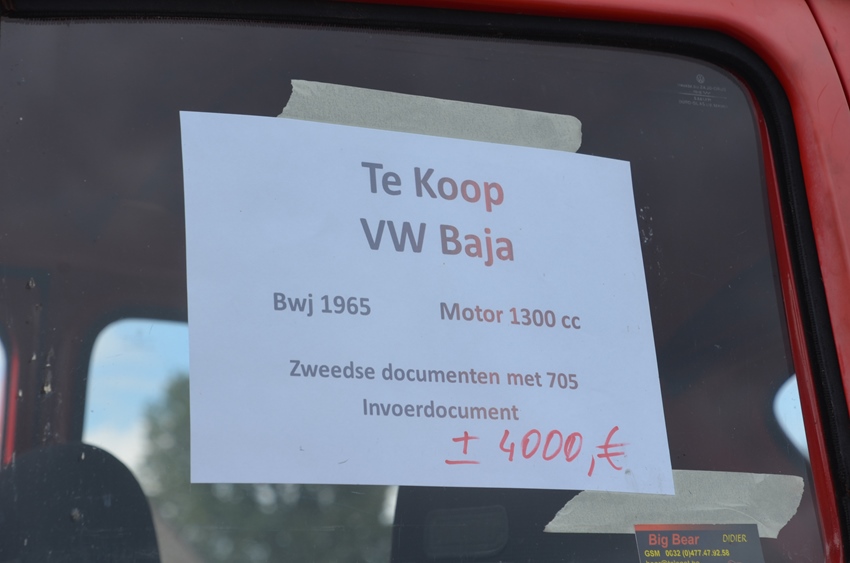 Te Koop
VW Baja
Bwj 1965 Motor 1300 cc
Zweedse documenten met 705
Invoerdocument
± 4000,€
Big Bear DIDIER
GSM 0032 (0)477.47.92.58